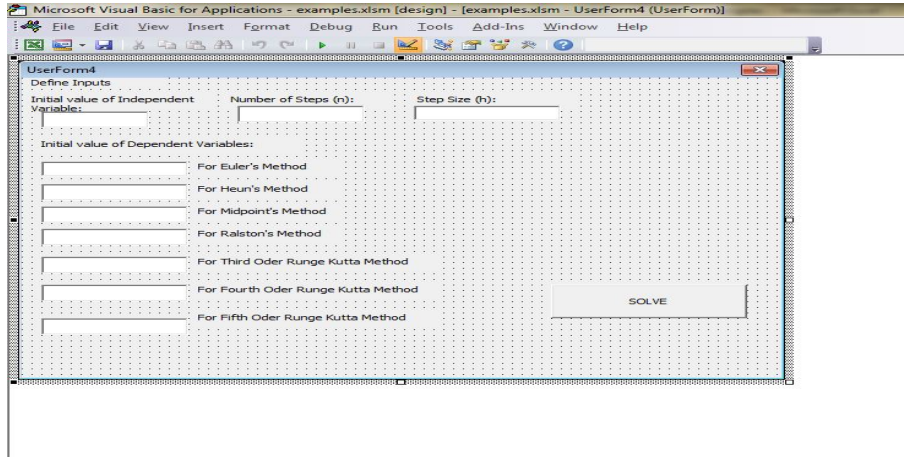 Microsoft Visual Basic for Applications - examples.xlsm [design] - [examples.xlsm - UserForm4 (UserForm)]
File Edit View Insert Format Debug Run Tools Add-Ins Window Help
UserForm4
Define Inputs
Initial value of Independent Variable:
Number of Steps (n):
Step Size (h):
Initial value of Dependent Variables:
For Euler's Method
For Heun's Method
For Midpoint's Method
For Ralston's Method
For Third Oder Runge Kutta Method
For Fourth Oder Runge Kutta Method
For Fifth Oder Runge Kutta Method
SOLVE